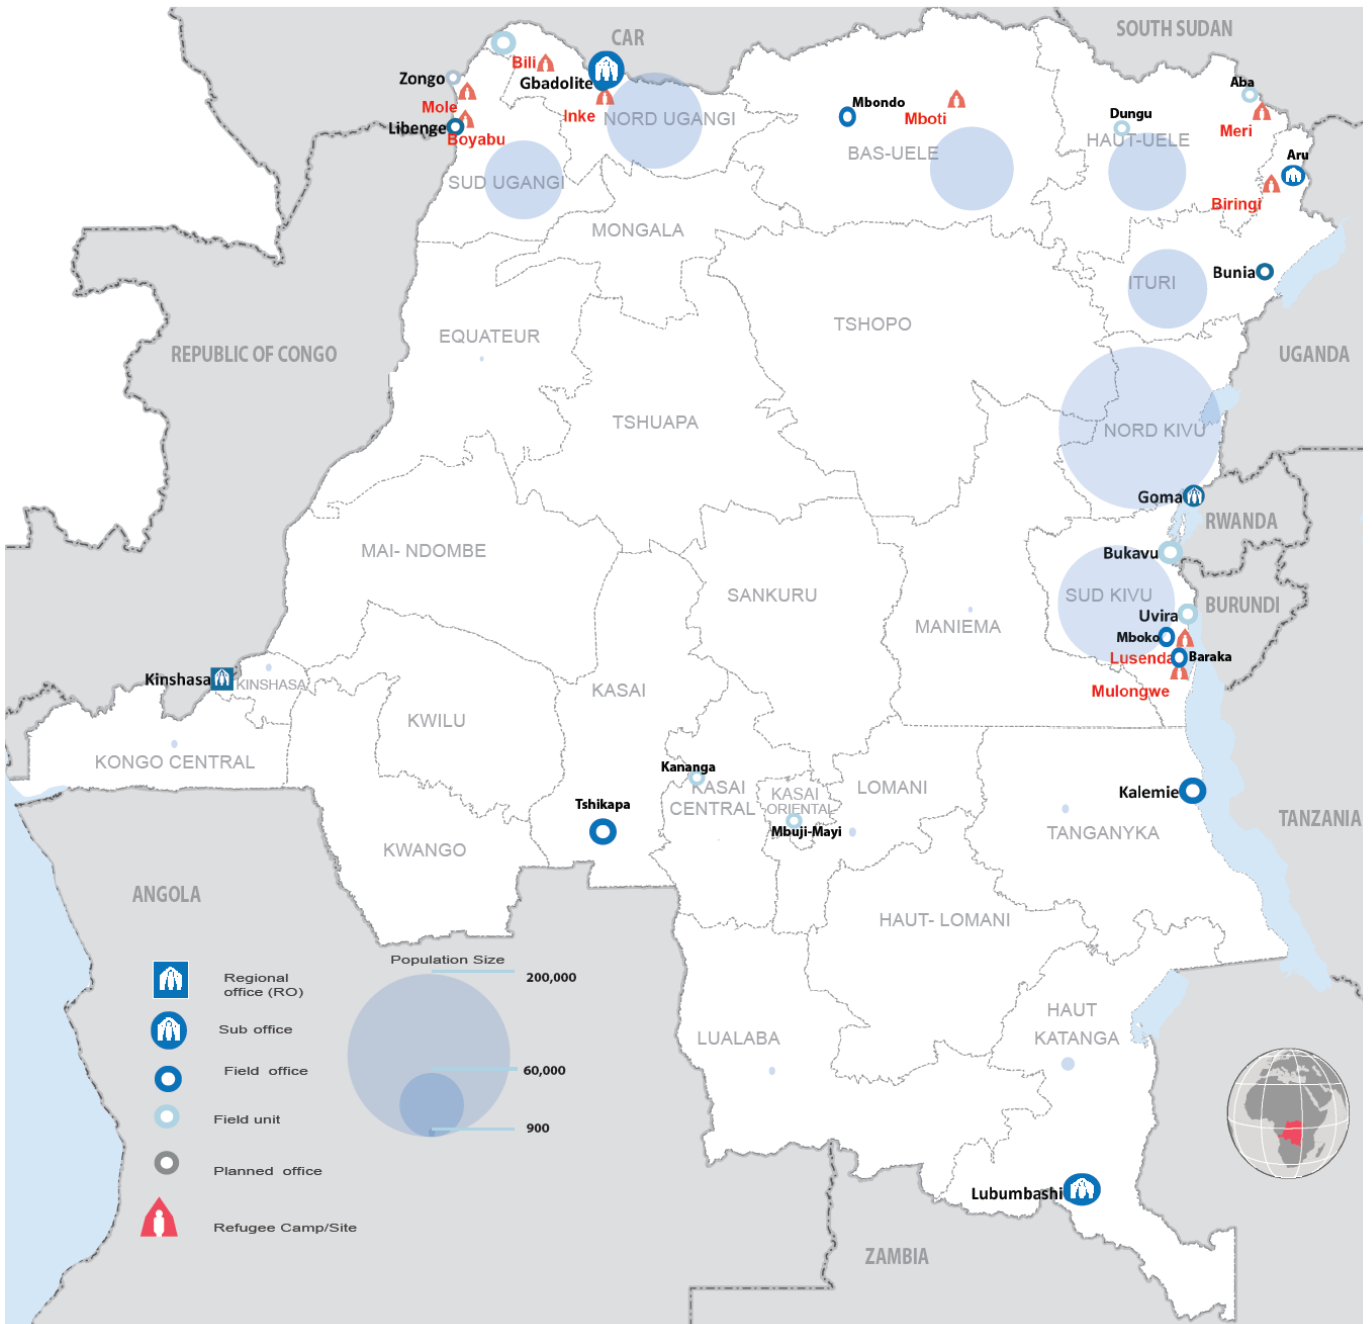 SOUTH SUDAN
CAR
Bili
Zongo
Gbadolite
Aba
Mole
Inke
NORD UGANGI
Mbondo
Mboti
Dungu
Meri
Libenge
Boyabu
BAS-UELE
HAUT-UELE
Aru
SUD UGANGI
Biringi
MONGALA
Bunia
ITURI
TSHOPO
EQUATEUR
REPUBLIC OF CONGO
UGANDA
TSHUAPA
NORD KIVU
Goma
RWANDA
MAI- NDOMBE
Bukavu
SANKURU
SUD KIVU
BURUNDI
Uvira
MANIEMA
Mboko
Lusenda
Baraka
Kinshasa
KINSHASA
KASAI
Mulongwe
KWILU
KONGO CENTRAL
Kananga
KASAI
CENTRAL
KASAI
ORIENTAL
LOMANI
Kalemie
Tshikapa
Mbuji-Mayi
TANGANYKA
TANZANIA
KWANGO
ANGOLA
HAUT- LOMANI
Population Size
200,000
60,000
900
Regional
office (RO)
Sub office
Field office
Field unit
Planned office
Refugee Camp/Site
HAUT
KATANGA
LUALABA
Lubumbashi
ZAMBIA